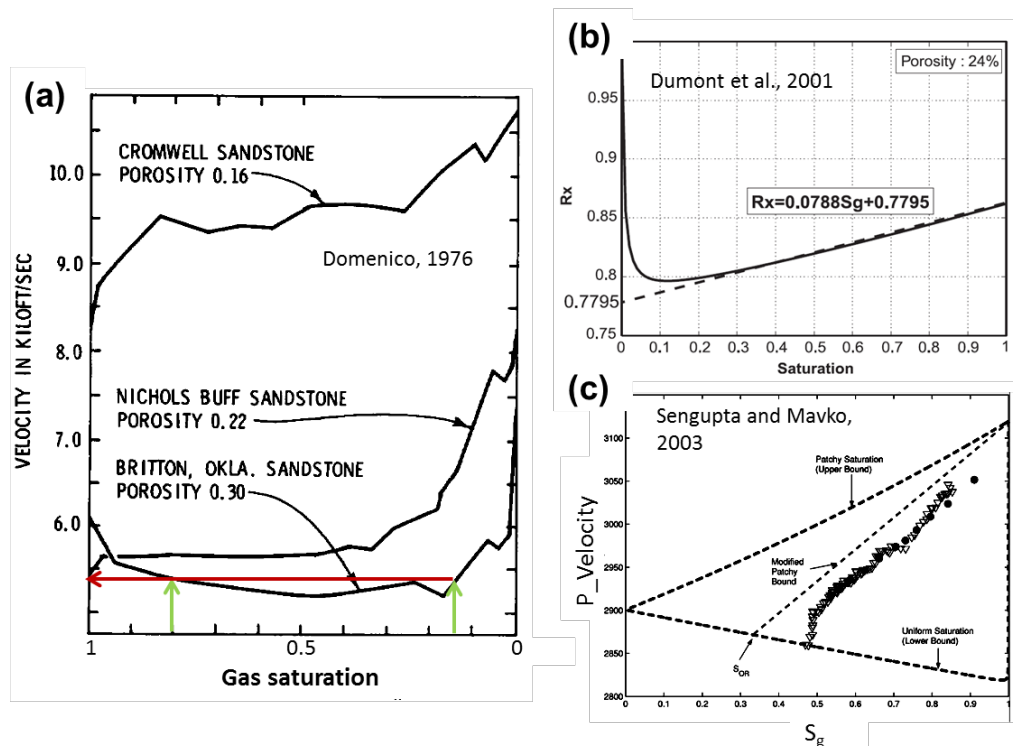 (a)
CROMWELL SANDSTONE
POROSITY 0.16
Domenico, 1976
NICHOLS BUFF SANDSTONE
POROSITY 0.22
BRITTON, OKLA. SANDSTONE
POROSITY 0.30
VELOCITY IN KILOFT/SEC
10.0
9.0
8.0
7.0
6.0
1
0.5
0
Gas saturation
(b)
Porosity : 24%
Dumont et al., 2001
Rx=0.0788Sg+0.7795
Rx
0.95
0.9
0.85
0.8
0.7795
0.75
0
0.1
0.2
0.3
0.4
0.5
0.6
0.7
0.8
0.9
1
Saturation
(c)
Sengupta and Mavko,
2003
Patchy Saturation
(Upper Bound)
Modified
Patchy
Bound
Uniform Saturation
(Lower Bound)
SOR
P_Velocity
3100
3050
3000
2950
2900
2850
2800
0
0.1
0.2
0.3
0.4
0.5
0.6
0.7
0.8
0.9
1
Sg